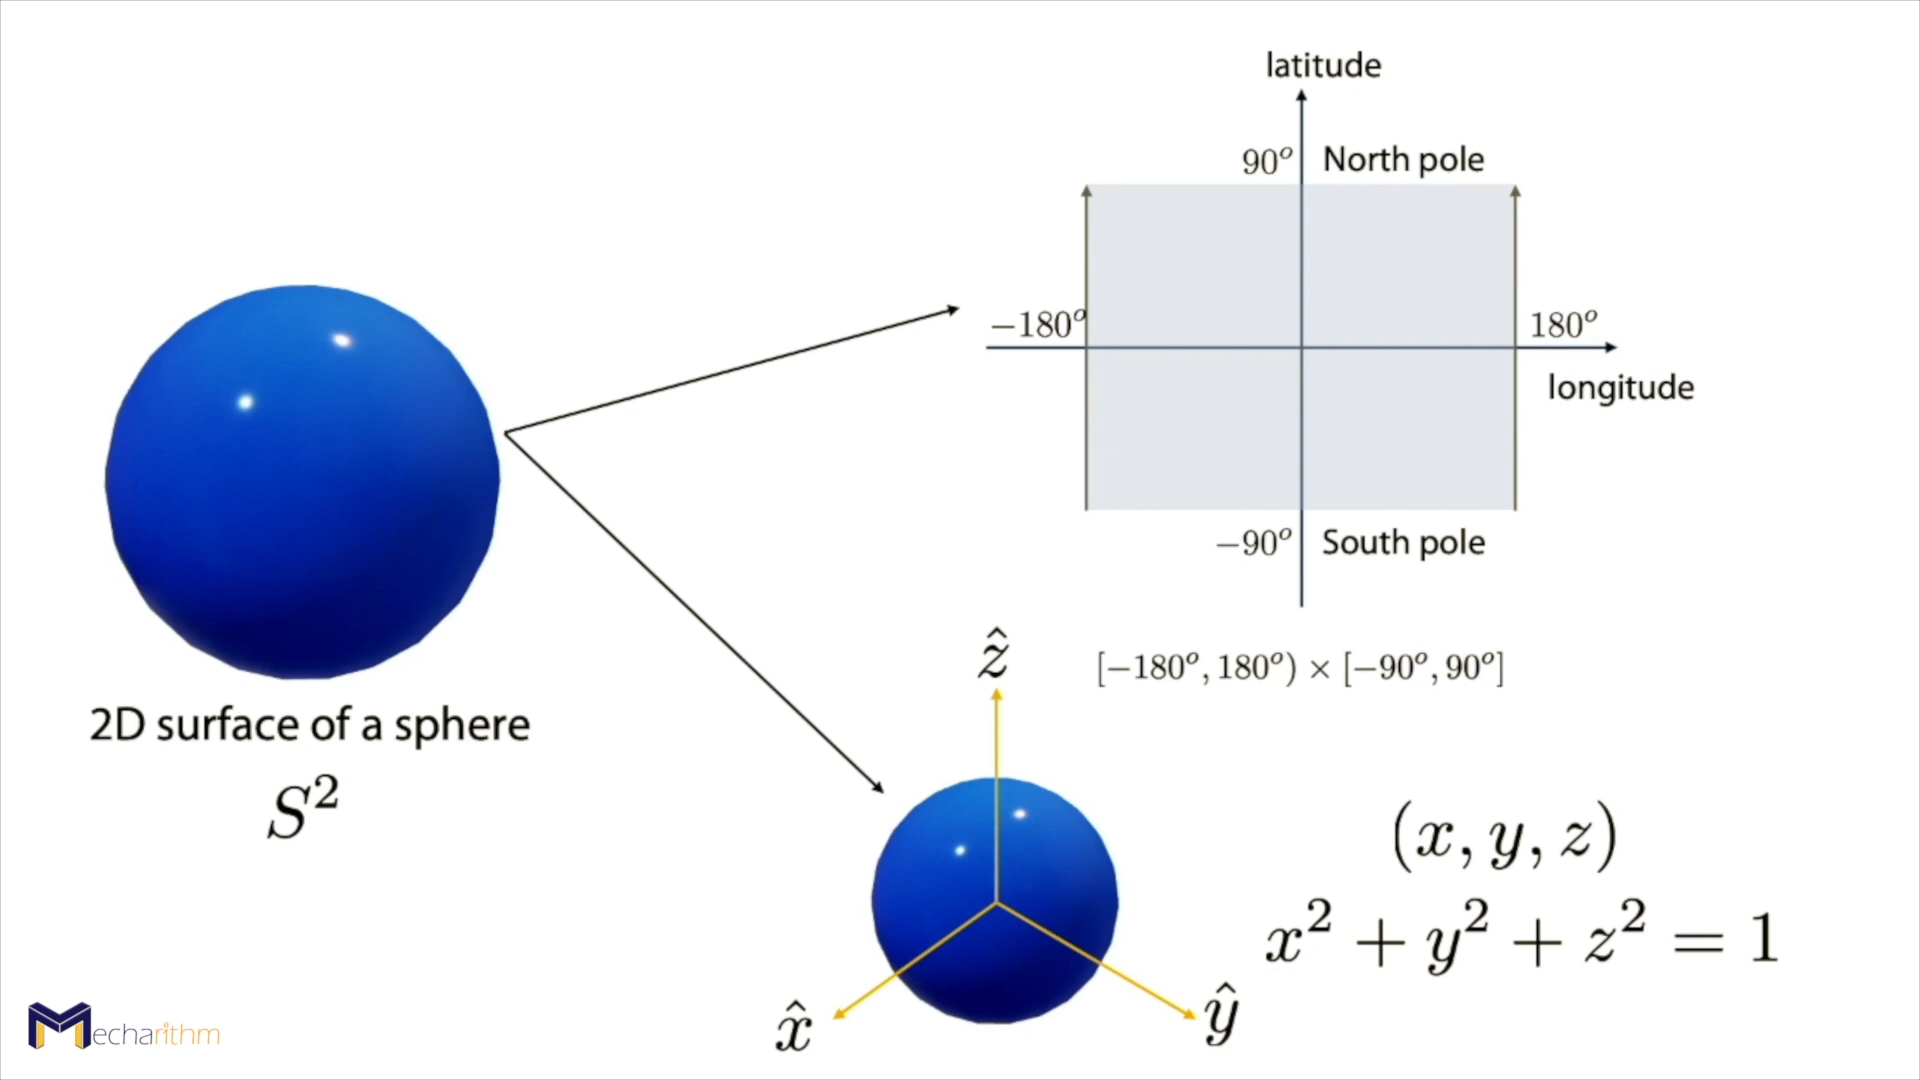 latitude
90° North pole
−180° 180°
longitude
−90° South pole
[−180°, 180°) × [−90°, 90°]
2D surface of a sphere
S²
ẑ
x̂
ŷ
(x, y, z)
x² + y² + z² = 1
Mecharithm